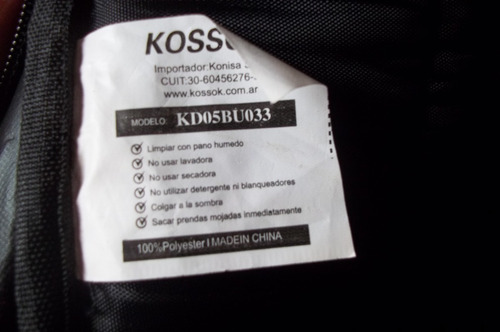 KOSSOK
Importador:Konisa
CUIT:30-60456276-
www.kossok.com.ar
MODELO: KD05BU033
Limpiar con pano humedo
No usar lavadora
No usar secadora
No utilizar detergente ni blanqueadores
Colgar a la sombra
Sacar prendas mojadas inmediatamente
100%Polyester I MADEIN CHINA